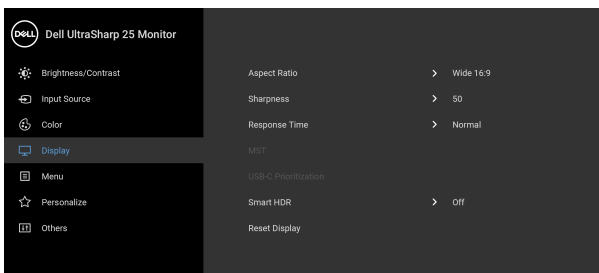 DELL Dell UltraSharp 25 Monitor
Brightness/Contrast
Input Source
Color
Display
Menu
Personalize
Others
Aspect Ratio Wide 16:9
Sharpness 50
Response Time Normal
MST
USB-C Prioritization
Smart HDR Off
Reset Display